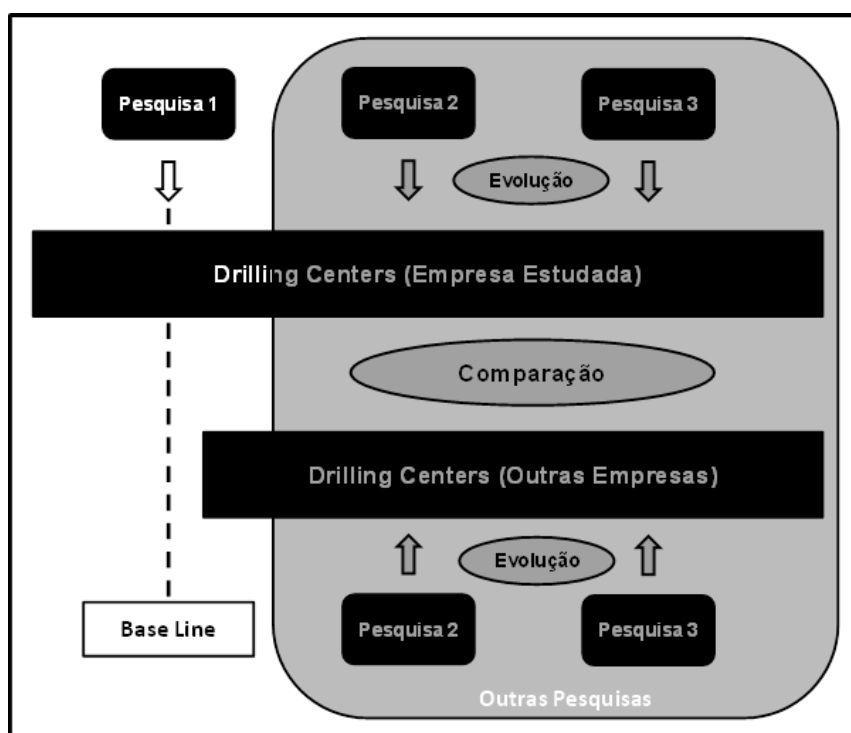 Pesquisa 1
Pesquisa 2
Pesquisa 3
Evolução
Drilling Centers (Empresa Estudada)
Comparação
Drilling Centers (Outras Empresas)
Evolução
Base Line
Pesquisa 2
Pesquisa 3
Outras Pesquisas